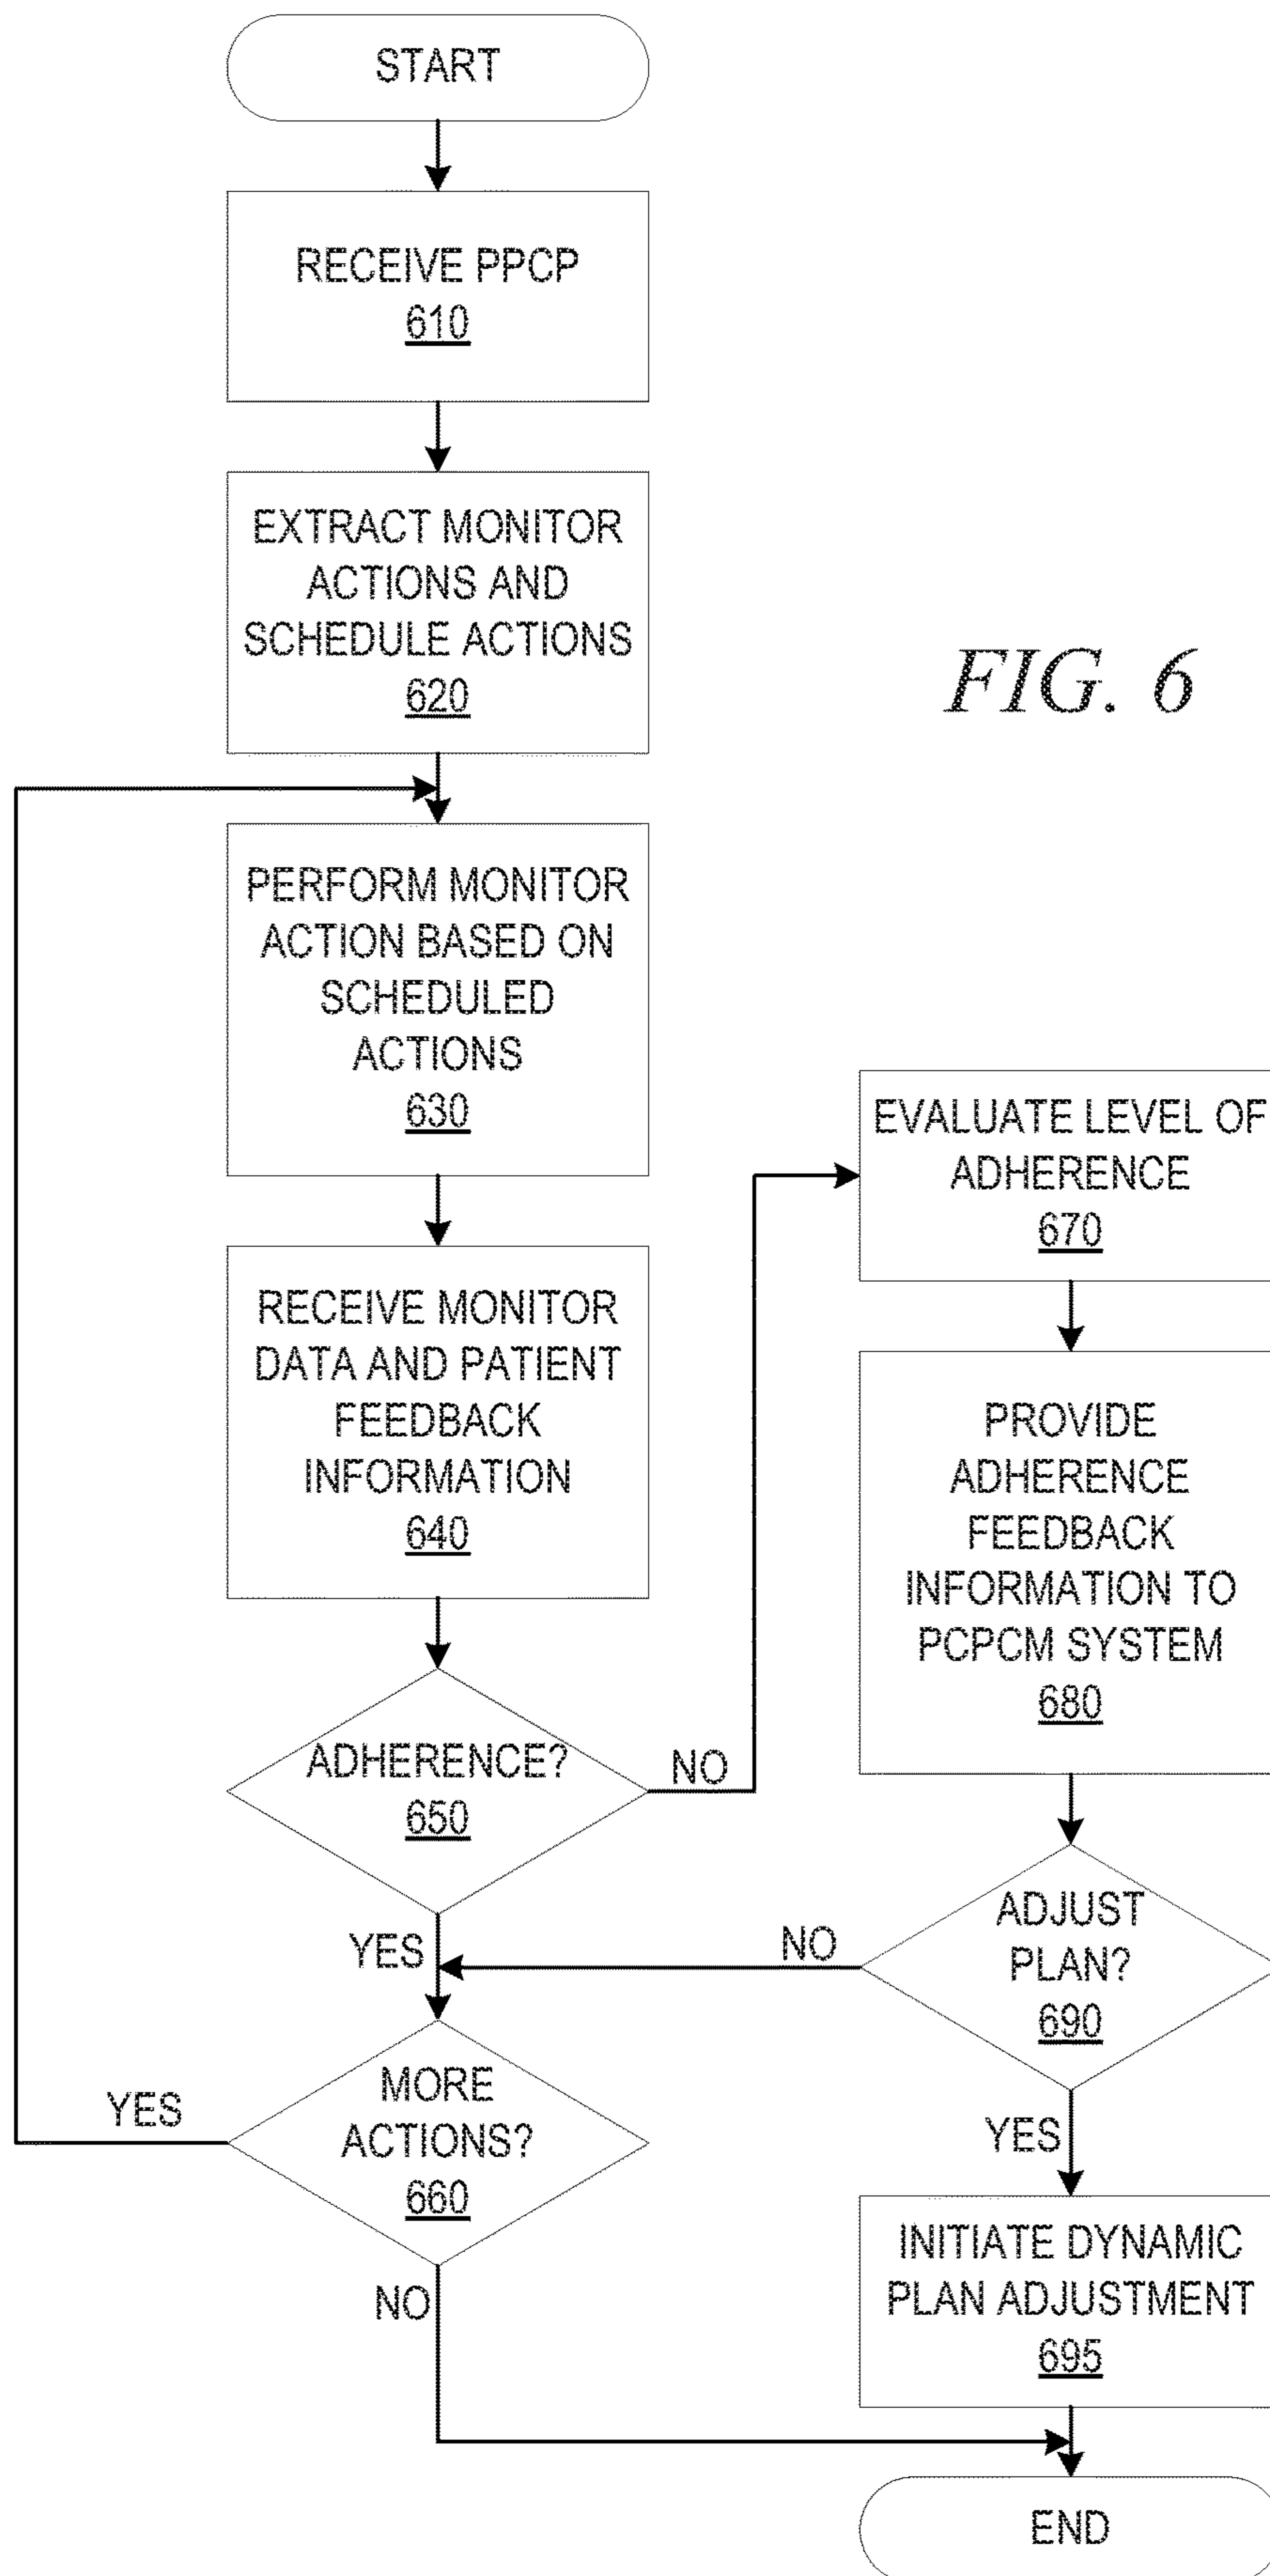 START
RECEIVE PPCP
610
EXTRACT MONITOR
ACTIONS AND
SCHEDULE ACTIONS
620
FIG. 6
PERFORM MONITOR
ACTION BASED ON
SCHEDULED
ACTIONS
630
RECEIVE MONITOR
DATA AND PATIENT
FEEDBACK
INFORMATION
640
ADHERENCE?
650
NO
YES
MORE
ACTIONS?
660
YES
NO
EVALUATE LEVEL OF
ADHERENCE
670
PROVIDE
ADHERENCE
FEEDBACK
INFORMATION TO
PCPCM SYSTEM
680
ADJUST
PLAN?
690
NO
YES
INITIATE DYNAMIC
PLAN ADJUSTMENT
695
END